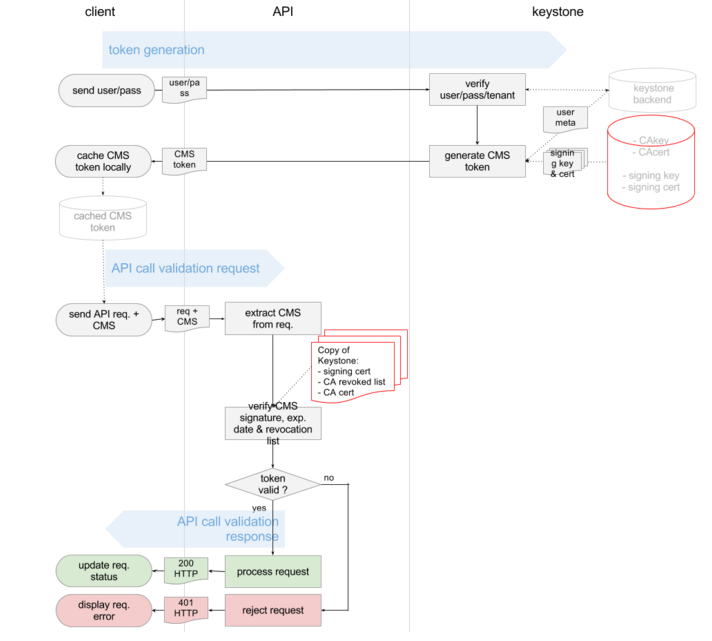 client
API
keystone
token generation
send user/pass
user/pa
ss
verify
user/pass/tenant
keystone
backend
user
meta
cache CMS
token locally
CMS
token
generate CMS
token
signin
g key
& cert
- CAkey
- CAcert
- signing key
- signing cert
cached CMS
token
API call validation request
send API req. +
CMS
req +
CMS
extract CMS
from req.
Copy of
Keystone:
- signing cert
- CA revoked list
- CA cert
verify CMS
signature, exp.
date & revocation
list
token
valid ?
no
yes
API call validation
response
update req.
status
200
HTTP
process request
display req.
error
401
HTTP
reject request